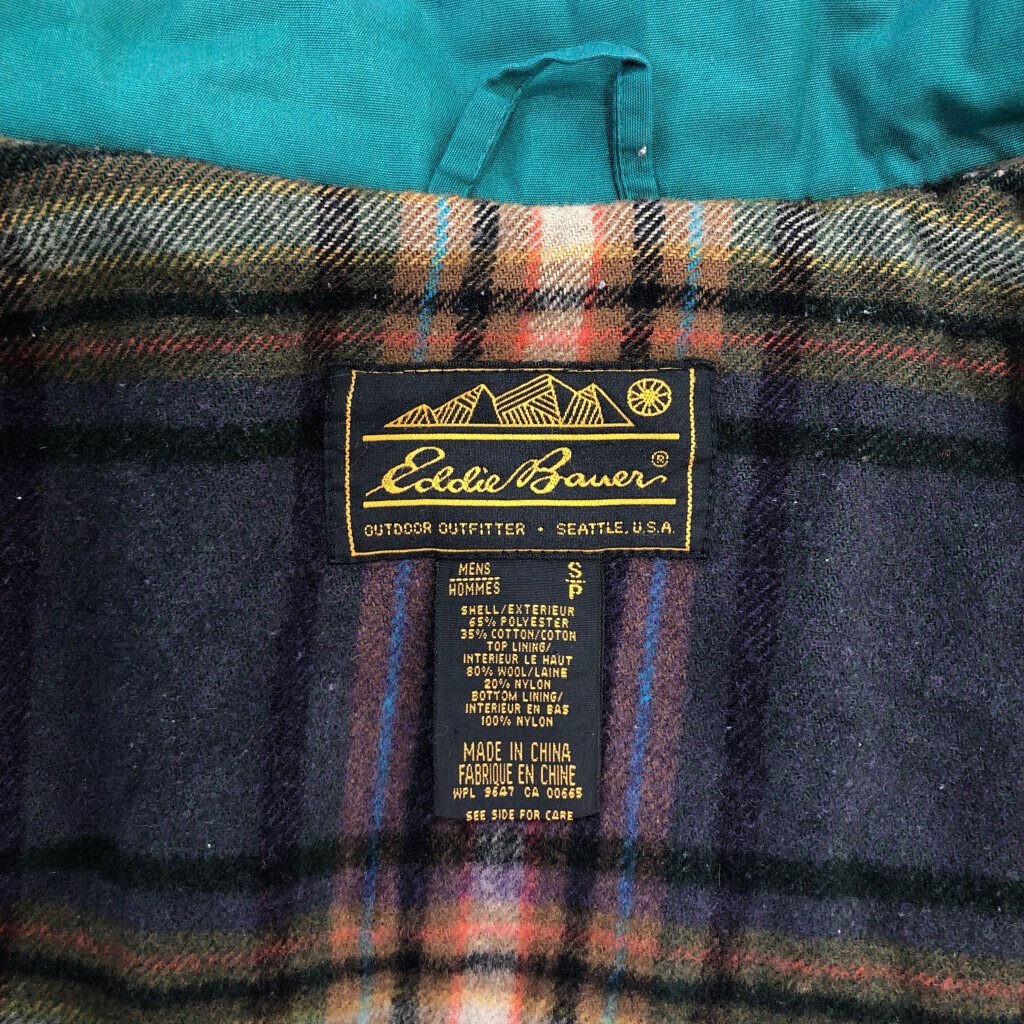 Eddie Bauer®
OUTDOOR OUTFITTER • SEATTLE, U.S.A.
MENS S
HOMMES P
SHELL/EXTERIEUR
65% POLYESTER
35% COTTON/COTON
TOP LINING/
INTERIEUR LE HAUT
80% WOOL/LAINE
20% NYLON
BOTTOM LINING/
INTERIEUR EN BAS
100% NYLON
MADE IN CHINA
FABRIQUE EN CHINE
WPL 9647 CA 00665
SEE SIDE FOR CARE